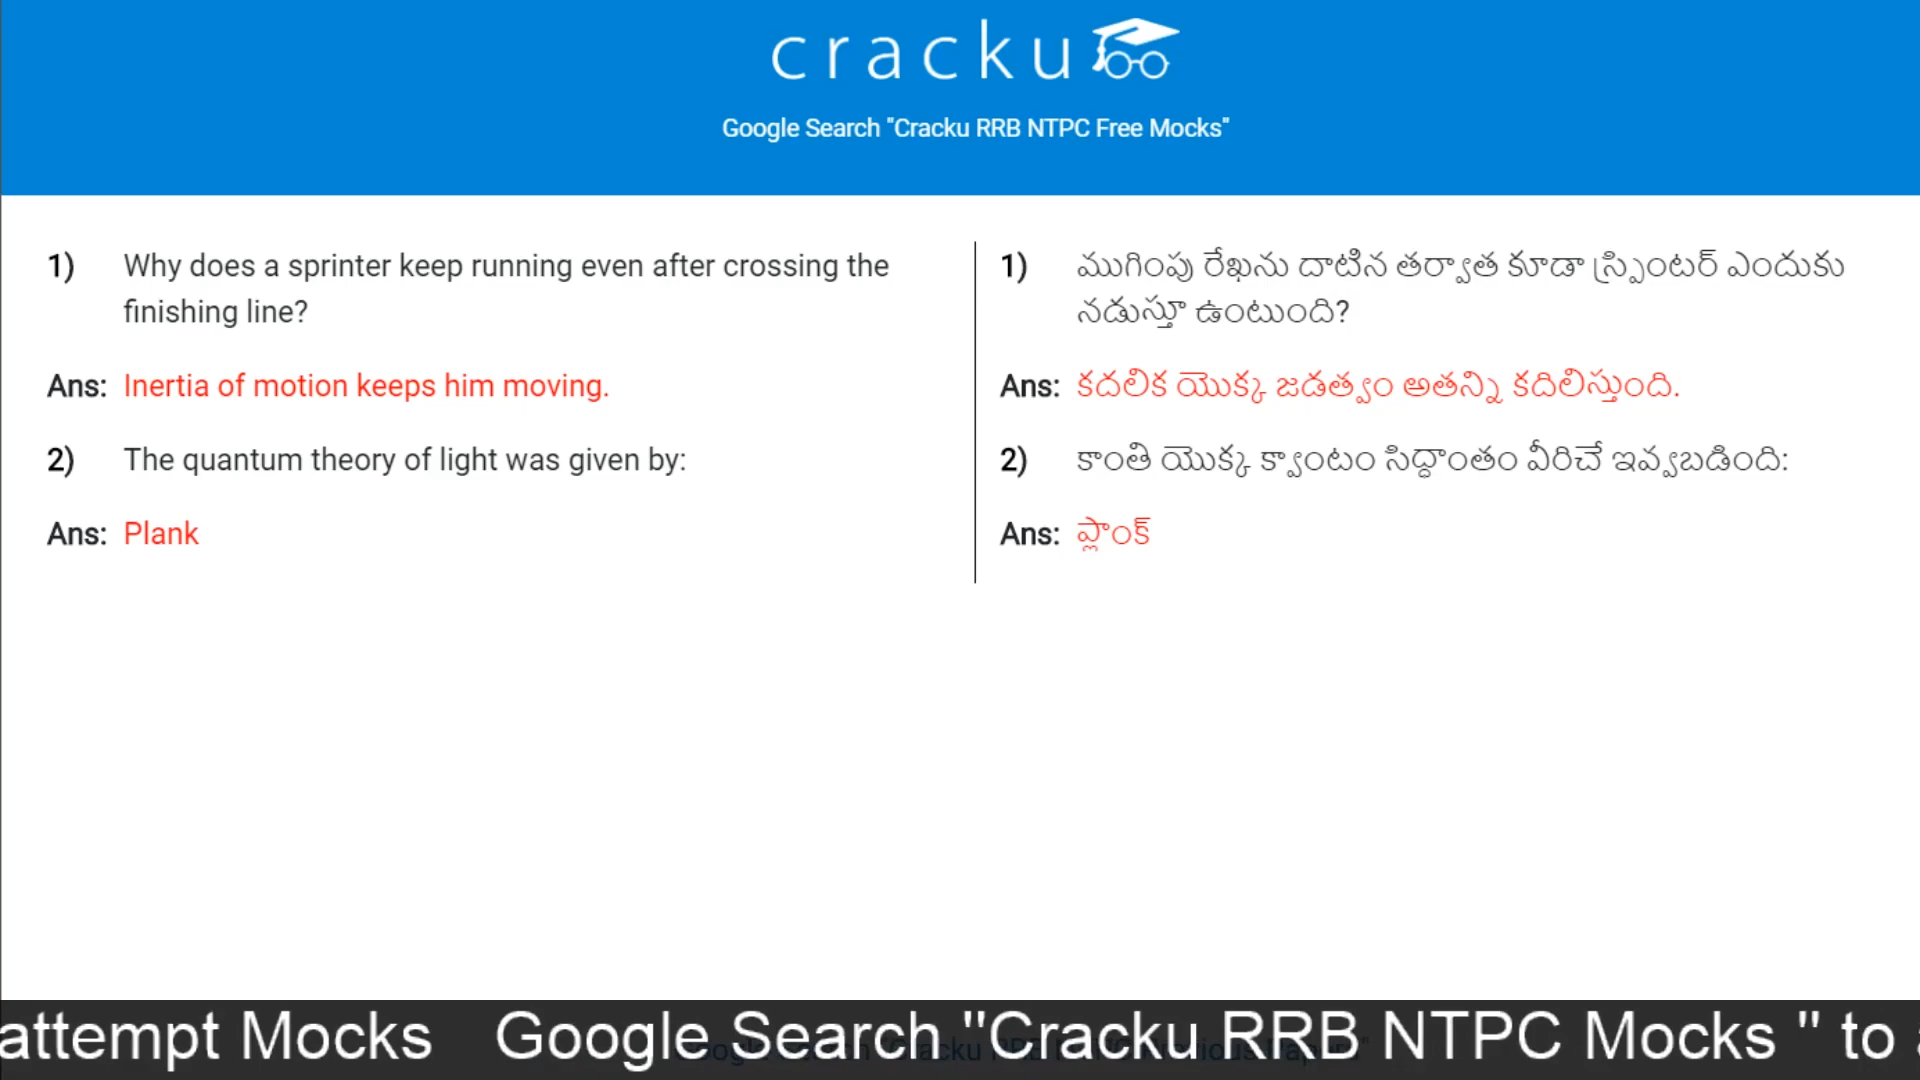 cracku
Google Search "Cracku RRB NTPC Free Mocks"
1) Why does a sprinter keep running even after crossing the
finishing line?
Ans: Inertia of motion keeps him moving.
2) The quantum theory of light was given by:
Ans: Plank
1) ముగింపు రేఖను దాటిన తర్వాత కూడా స్ప్రింటర్ ఎందుకు
నడుస్తూ ఉంటుంది?
Ans: కదలిక యొక్క జడత్వం అతన్ని కదిలిస్తుంది.
2) కాంతి యొక్క క్వాంటం సిద్ధాంతం వీరిచే ఇవ్వబడింది:
Ans: ప్లాంక్
attempt Mocks Google Search "Cracku RRB NTPC Mocks " to